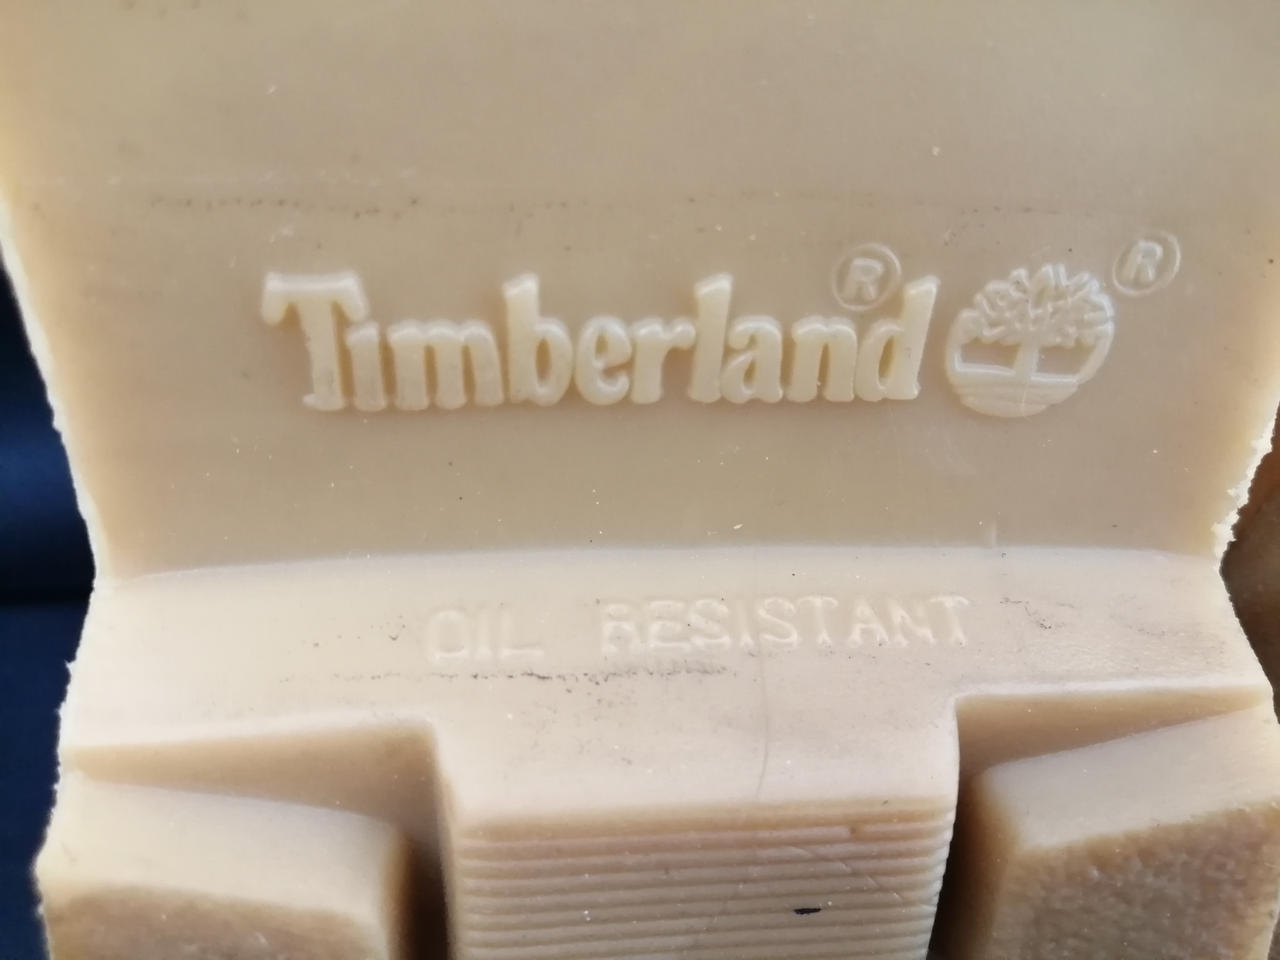 Timberland® ®
OIL RESISTANT